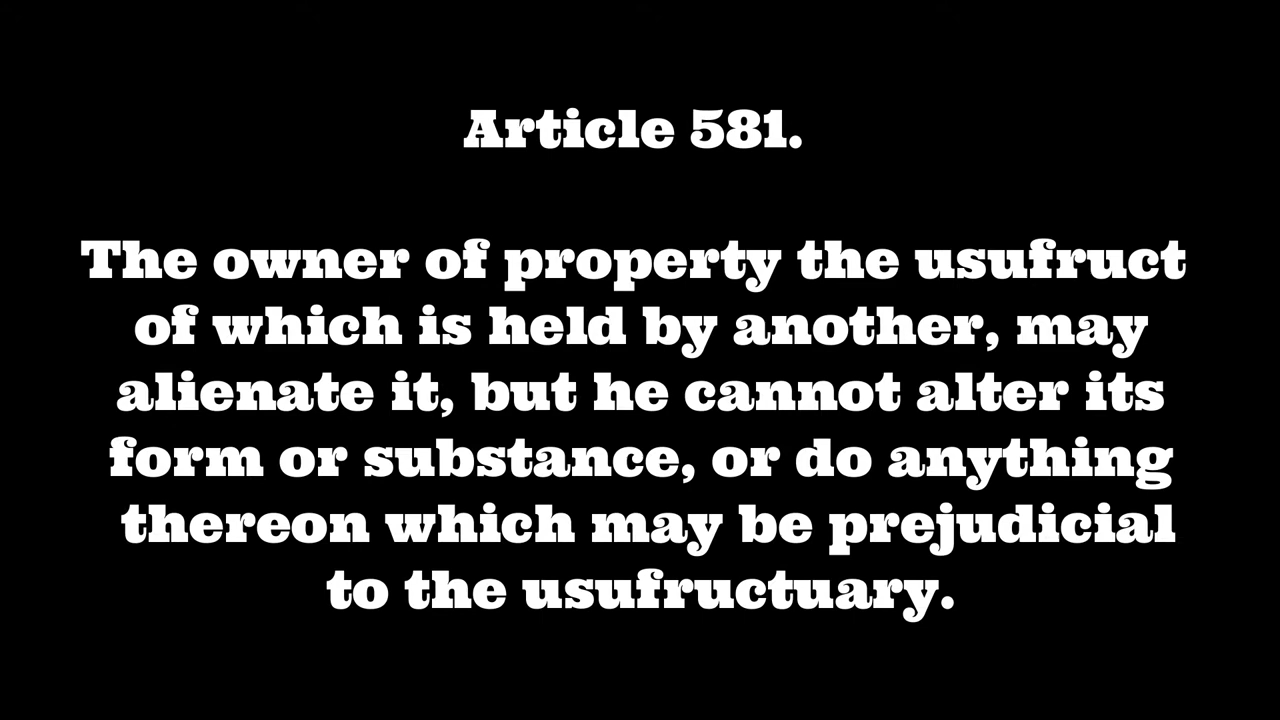 Article 581.
The owner of property the usufruct
of which is held by another, may
alienate it, but he cannot alter its
form or substance, or do anything
thereon which may be prejudicial
to the usufructuary.